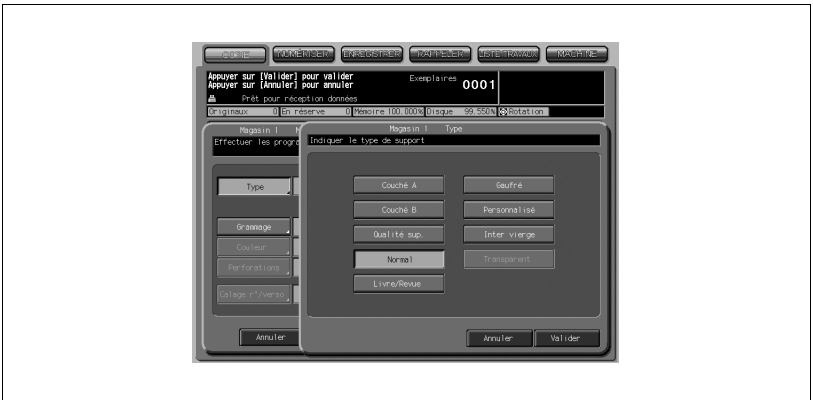 COPIE NUMÉRISER ENREGISTRER RAPPELER LISTE TRAVAUX MACHINE
Appuyer sur [Valider] pour valider
Appuyer sur [Annuler] pour annuler
Exemplaires 0001
Prêt pour réception données
Originaux 0 En réserve 0 Mémoire 100.000% Disque 99.550% Rotation
Magasin 1 M
Effectuer les progra
Type
Grammage
Couleur
Perforations
Calage r°/verso
Annuler
Magasin 1 Type
Indiquer le type de support
Couché A
Gaufré
Couché B
Personnalisé
Qualité sup.
Inter vierge
Normal
Transparent
Livre/Revue
Annuler
Valider